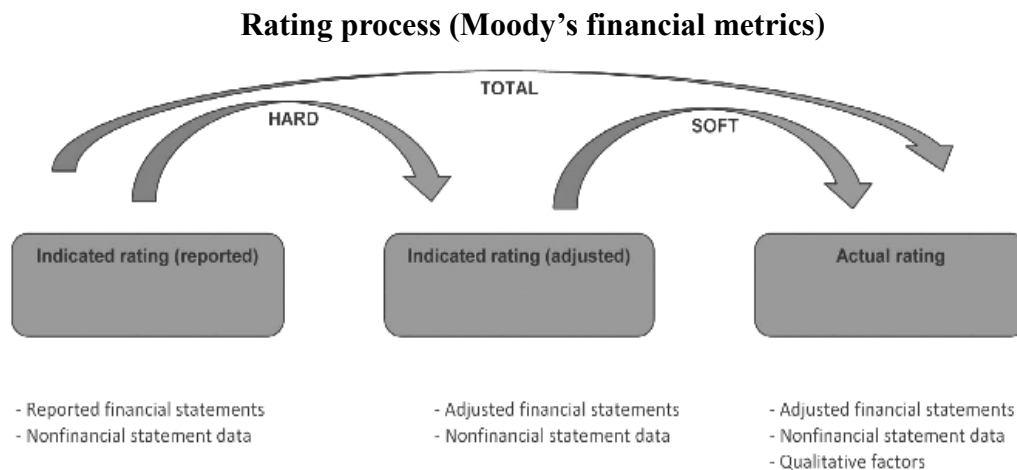 Rating process (Moody’s financial metrics)
TOTAL
HARD
SOFT
Indicated rating (reported)
Indicated rating (adjusted)
Actual rating
- Reported financial statements
- Nonfinancial statement data
- Adjusted financial statements
- Nonfinancial statement data
- Adjusted financial statements
- Nonfinancial statement data
- Qualitative factors